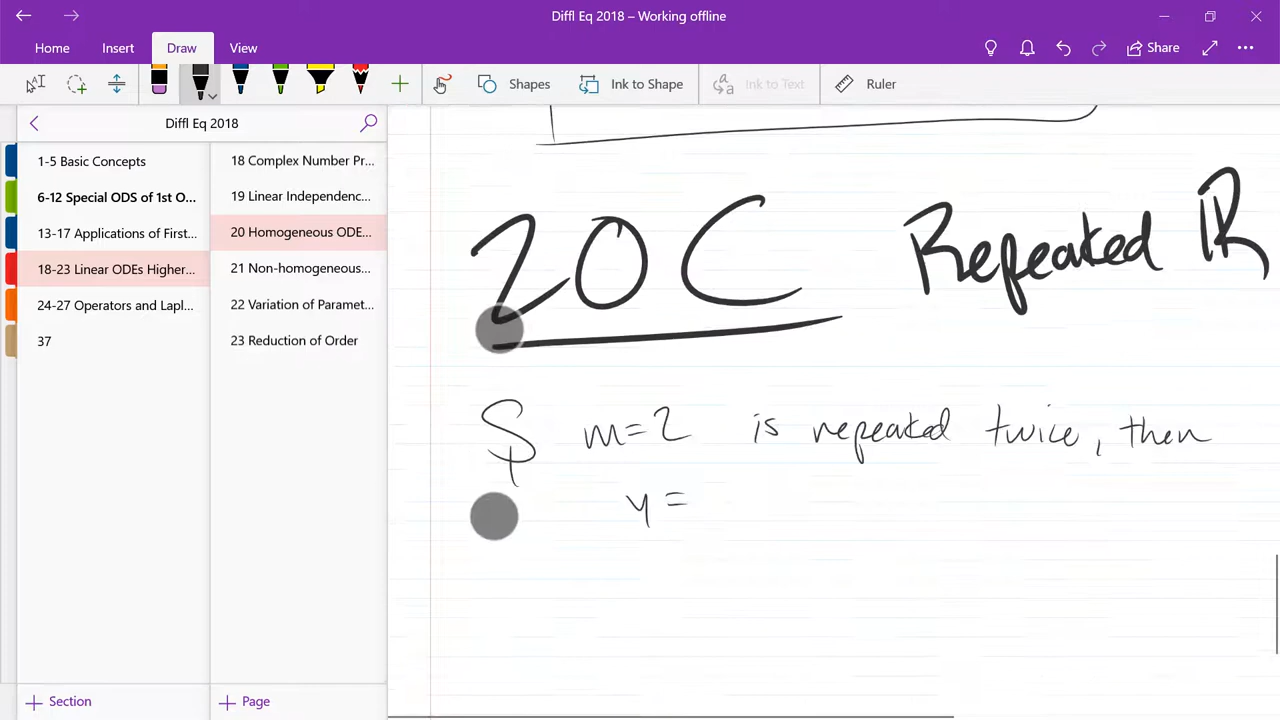 Diffl Eq 2018 – Working offline
Home Insert Draw View Share
Shapes Ink to Shape Ink to Text Ruler
Diffl Eq 2018
1-5 Basic Concepts
6-12 Special ODS of 1st O...
13-17 Applications of First...
18-23 Linear ODEs Higher...
24-27 Operators and Lapl...
37
18 Complex Number Pr...
19 Linear Independenc...
20 Homogeneous ODE...
21 Non-homogeneous...
22 Variation of Paramet...
23 Reduction of Order
Section
Page
20C Repeated ℝ
m=2 is repeated twice, then
y =